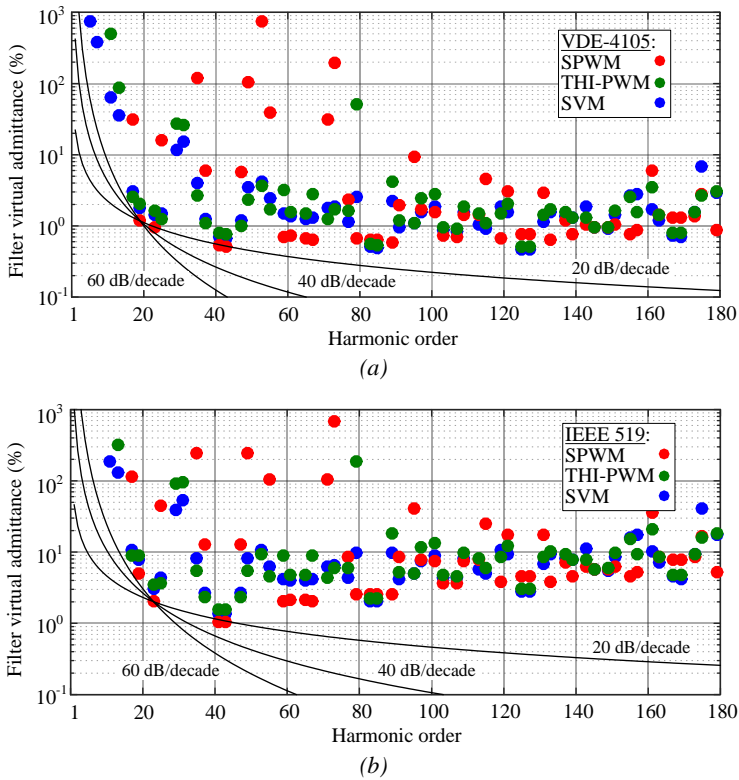 10³
10²
10¹
10⁰
10⁻¹
Filter virtual admittance (%)
VDE-4105:
SPWM
THI-PWM
SVM
60 dB/decade
40 dB/decade
20 dB/decade
1 20 40 60 80 100 120 140 160 180
Harmonic order
(a)
10³
10²
10¹
10⁰
10⁻¹
Filter virtual admittance (%)
IEEE 519:
SPWM
THI-PWM
SVM
20 dB/decade
60 dB/decade
40 dB/decade
1 20 40 60 80 100 120 140 160 180
Harmonic order
(b)